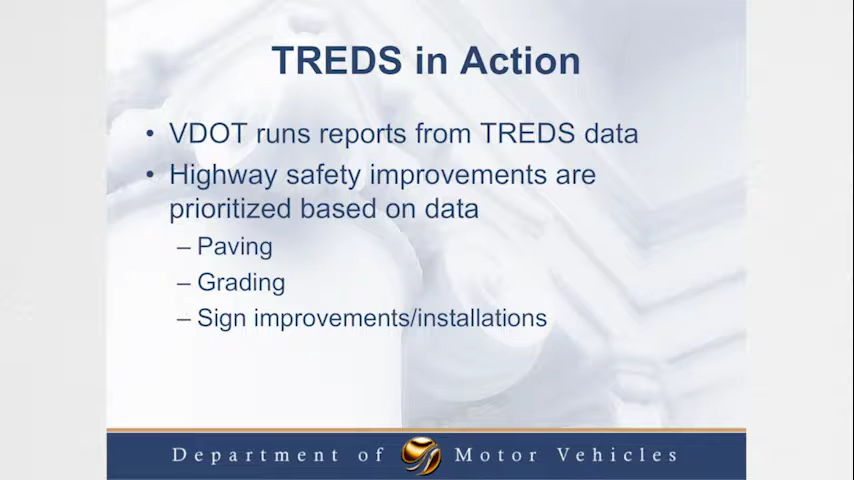 TREDS in Action
• VDOT runs reports from TREDS data
• Highway safety improvements are
prioritized based on data
– Paving
– Grading
– Sign improvements/installations
Department of Motor Vehicles